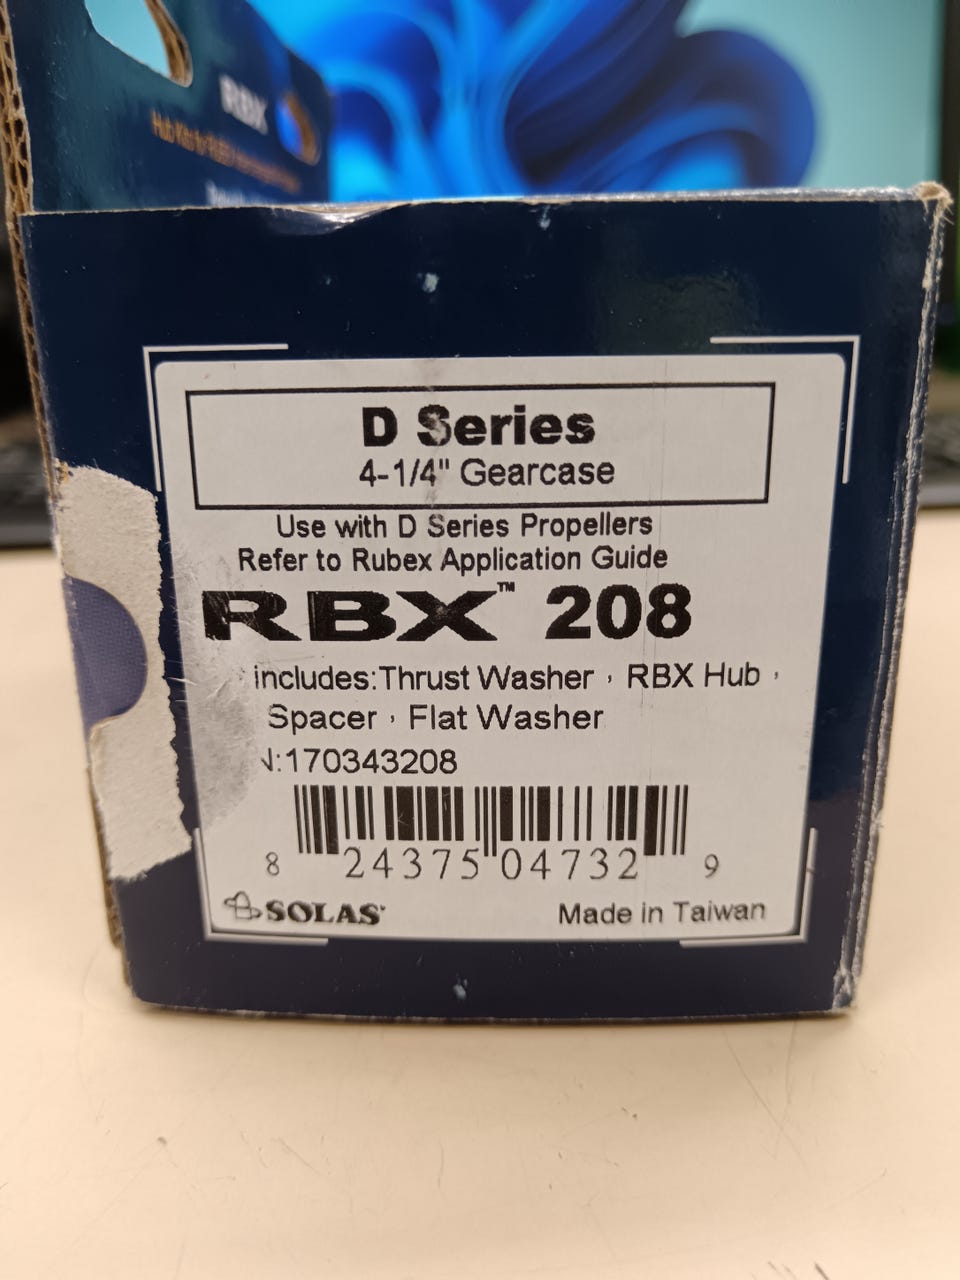 RBX
D Series
4-1/4" Gearcase
Use with D Series Propellers
Refer to Rubex Application Guide
RBX™ 208
includes:Thrust Washer , RBX Hub ,
Spacer , Flat Washer
N:170343208
8 24375 04732 9
SOLAS
Made in Taiwan